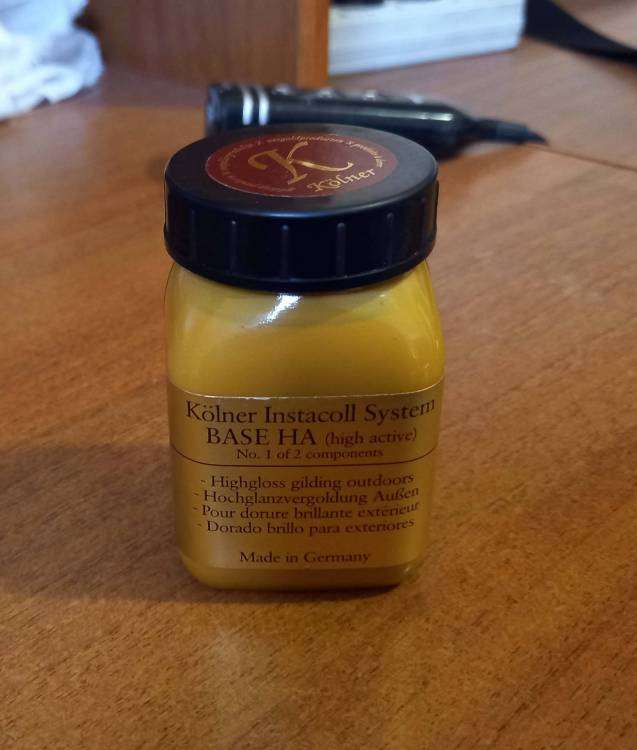 K
Kölner
Kölner Instacoll System
BASE HA (high active)
No. 1 of 2 components
- Highgloss gilding outdoors
- Hochglanzvergoldung Außen
- Pour dorure brillante extérieur
- Dorado brillo para exteriores
Made in Germany